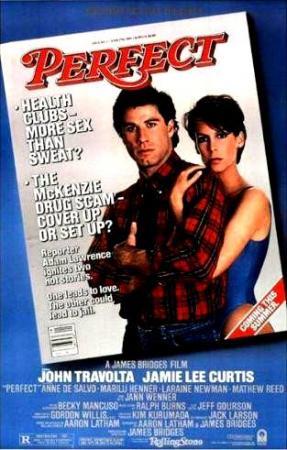 PERFECT
• HEALTH
CLUBS–
MORE SEX
THAN
SWEAT?
• THE
MCKENZIE
DRUG SCAM–
COVER UP
OR SET UP?
Reporter
Adam Lawrence
ignites two
hot stories.
One leads to love.
The other could
lead to jail.
COMING THIS
SUMMER
A JAMES BRIDGES FILM
JOHN TRAVOLTA JAMIE LEE CURTIS
"PERFECT" ANNE DE SALVO · MARILU HENNER · LARAINE NEWMAN · MATHEW REED
JANN WENNER
BECKY MANCUSO RALPH BURNS JEFF GOURSON
GORDON WILLIS KIM KURUMADA JACK LARSON
AARON LATHAM AARON LATHAM & JAMES BRIDGES
JAMES BRIDGES
R RESTRICTED
RollingStone